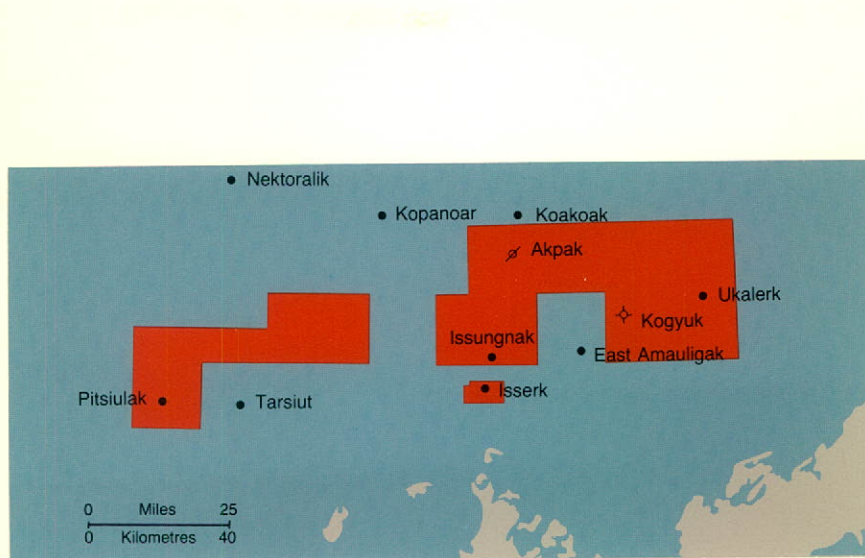 Nektoralik
Kopanoar
Koakoak
Akpak
Ukalerk
Kogyuk
Issungnak
East Amauligak
Pitsiulak
Tarsiut
Isserk
0 Miles 25
0 Kilometres 40